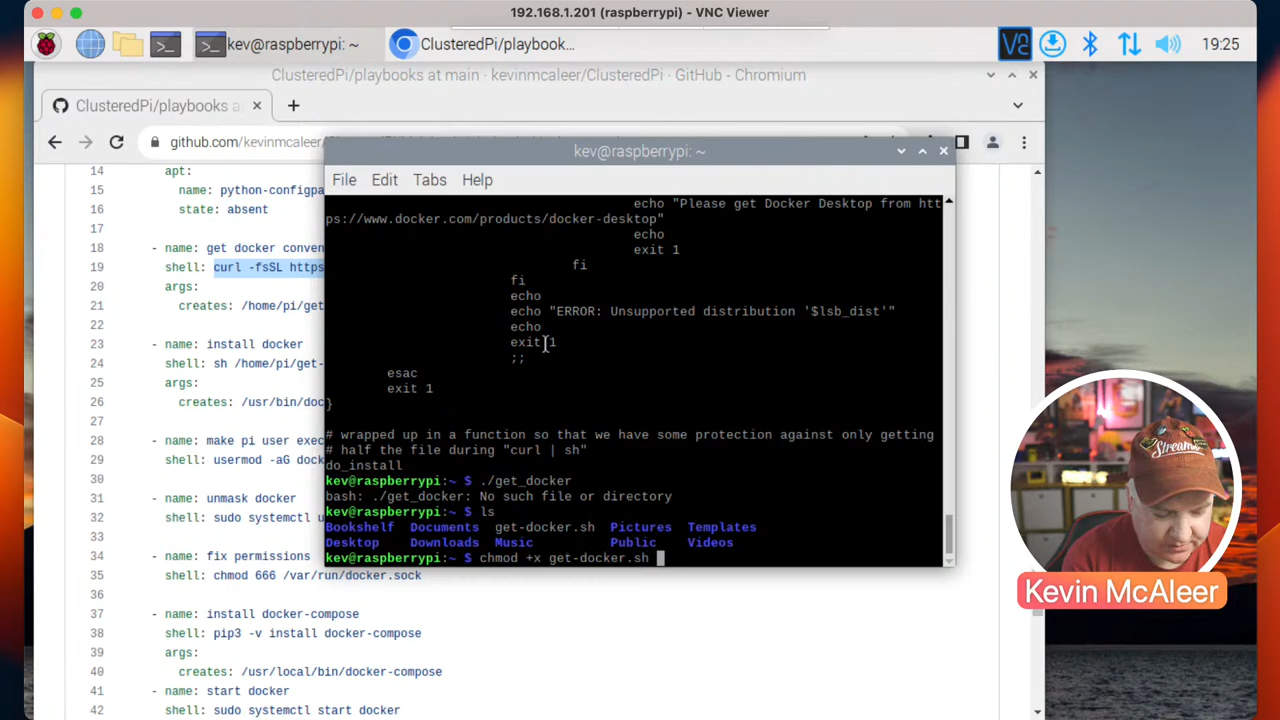 192.168.1.201 (raspberrypi) - VNC Viewer
kev@raspberrypi: ~
ClusteredPi/playbook...
19:25
ClusteredPi/playbooks at main · kevinmcaleer/ClusteredPi · GitHub - Chromium
ClusteredPi/playbooks a
github.com/kevinmcaleer/
kev@raspberrypi: ~
File Edit Tabs Help
14 apt:
15 name: python-configpa
16 state: absent
17
18 - name: get docker conven
19 shell: curl -fsSL https
20 args:
21 creates: /home/pi/get
22
23 - name: install docker
24 shell: sh /home/pi/get-
25 args:
26 creates: /usr/bin/doc
27
28 - name: make pi user exec
29 shell: usermod -aG dock
30
31 - name: unmask docker
32 shell: sudo systemctl u
33
34 - name: fix permissions
35 shell: chmod 666 /var/run/docker.sock
36
37 - name: install docker-compose
38 shell: pip3 -v install docker-compose
39 args:
40 creates: /usr/local/bin/docker-compose
41 - name: start docker
42 shell: sudo systemctl start docker
echo "Please get Docker Desktop from htt
ps://www.docker.com/products/docker-desktop"
echo
exit 1
fi
fi
echo
echo "ERROR: Unsupported distribution '$lsb_dist'"
echo
exit 1
;;
esac
exit 1
}
# wrapped up in a function so that we have some protection against only getting
# half the file during "curl | sh"
do_install
kev@raspberrypi:~ $ ./get_docker
bash: ./get_docker: No such file or directory
kev@raspberrypi:~ $ ls
Bookshelf Documents get-docker.sh Pictures Templates
Desktop Downloads Music Public Videos
kev@raspberrypi:~ $ chmod +x get-docker.sh
Kevin McAleer